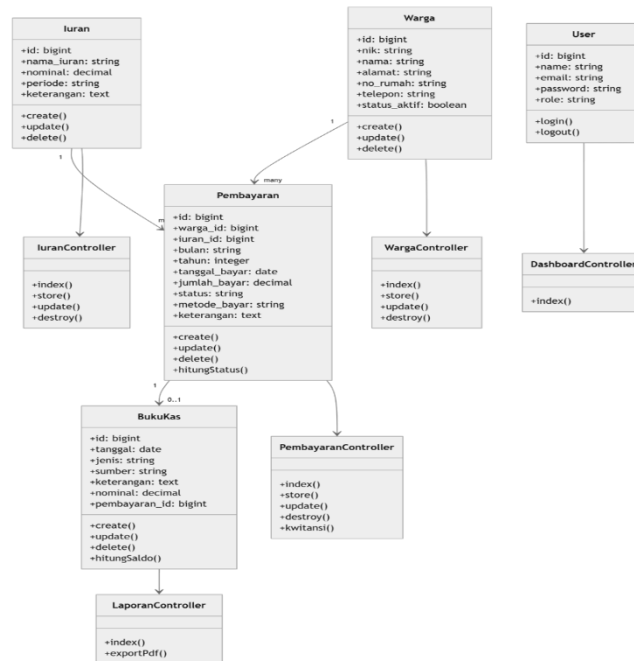 Iuran
+id: bigint
+nama_iuran: string
+nominal: decimal
+periode: string
+keterangan: text
+create()
+update()
+delete()
Warga
+id: bigint
+nik: string
+nama: string
+alamat: string
+no_rumah: string
+telepon: string
+status_aktif: boolean
+create()
+update()
+delete()
User
+id: bigint
+name: string
+email: string
+password: string
+role: string
+login()
+logout()
1
1
many
m
Pembayaran
+id: bigint
+warga_id: bigint
+iuran_id: bigint
+bulan: string
+tahun: integer
+tanggal_bayar: date
+jumlah_bayar: decimal
+status: string
+metode_bayar: string
+keterangan: text
+create()
+update()
+delete()
+hitungStatus()
IuranController
+index()
+store()
+update()
+destroy()
WargaController
+index()
+store()
+update()
+destroy()
DashboardController
+index()
1
0..1
BukuKas
+id: bigint
+tanggal: date
+jenis: string
+sumber: string
+keterangan: text
+nominal: decimal
+pembayaran_id: bigint
+create()
+update()
+delete()
+hitungSaldo()
PembayaranController
+index()
+store()
+update()
+destroy()
+kwitansi()
LaporanController
+index()
+exportPdf()